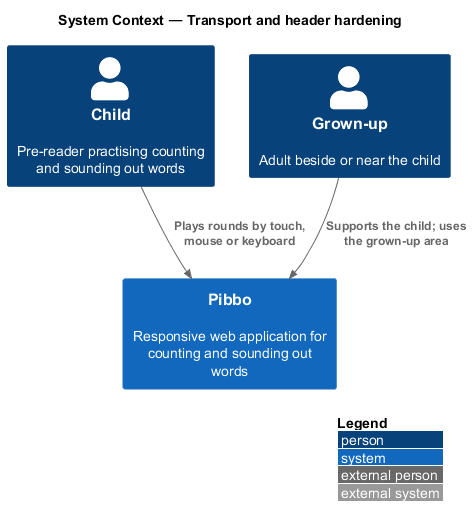 System Context — Transport and header hardening
Child
Pre-reader practising counting
and sounding out words
Grown-up
Adult beside or near the child
Plays rounds by touch,
mouse or keyboard
Supports the child; uses
the grown-up area
Pibbo
Responsive web application for
counting and sounding out
words
Legend
person
system
external person
external system